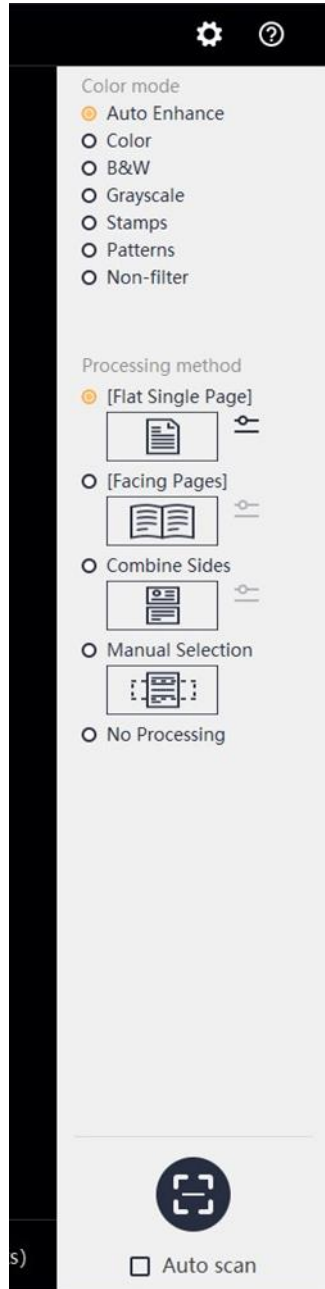 Color mode
Auto Enhance
Color
B&W
Grayscale
Stamps
Patterns
Non-filter
Processing method
[Flat Single Page]
[Facing Pages]
Combine Sides
Manual Selection
No Processing
s)
Auto scan